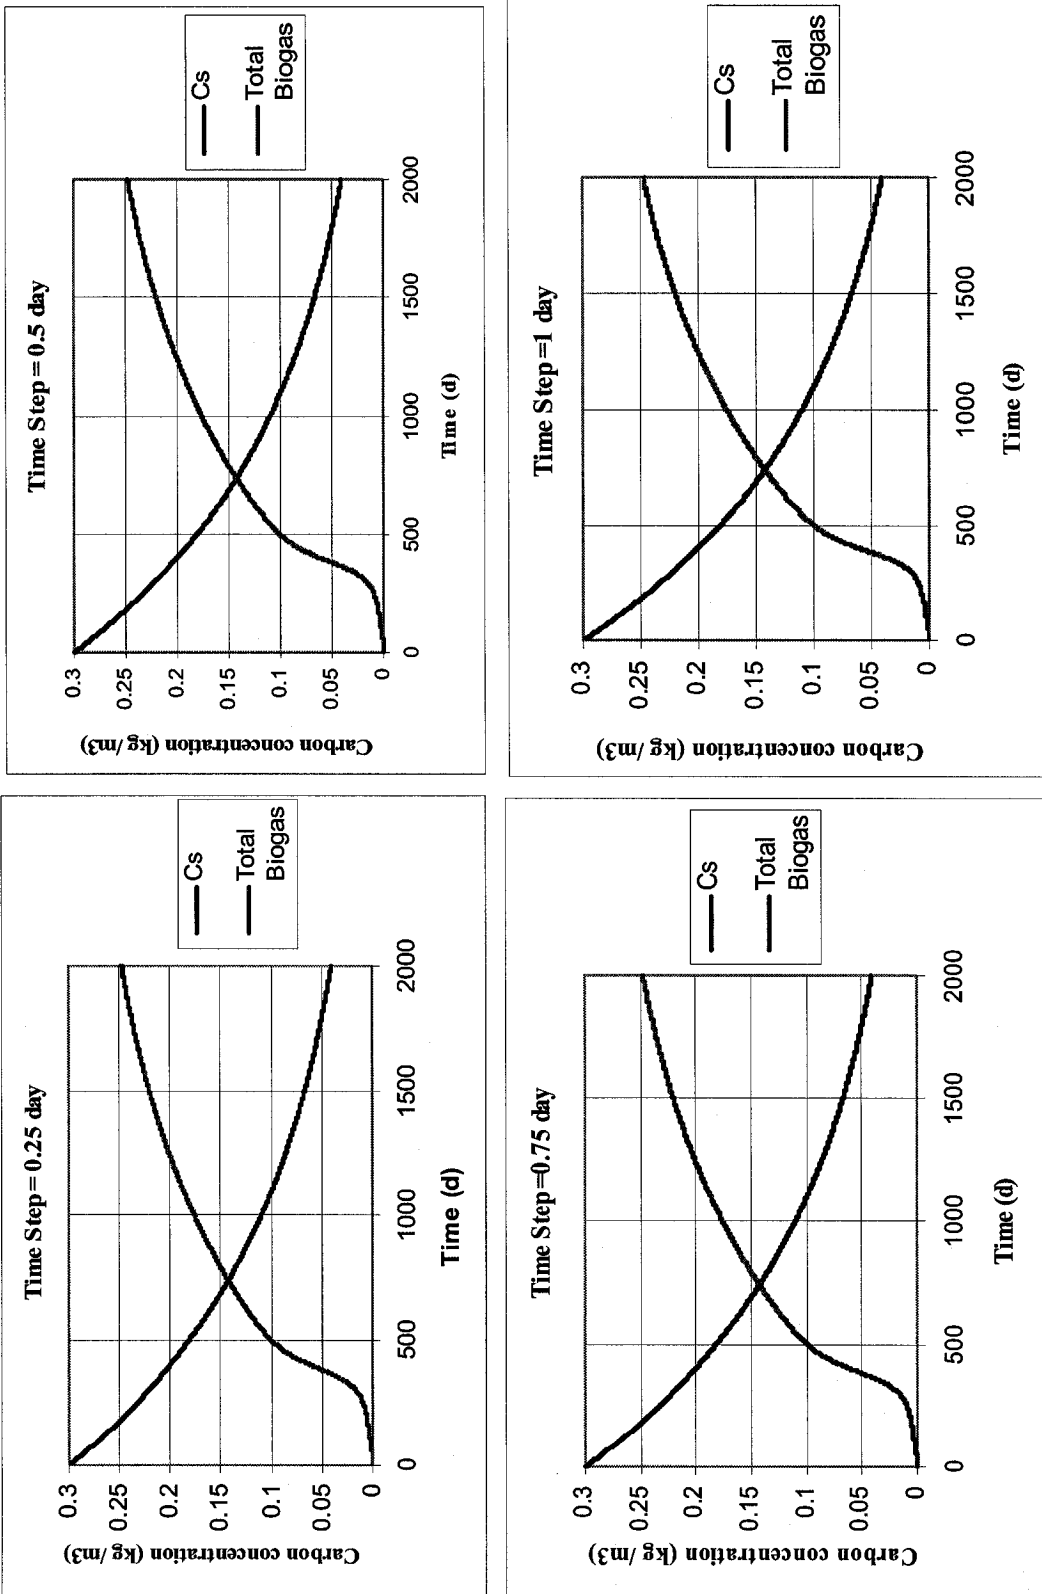 Time Step= 0.25 day
Carbon concentration (kg/m3)
0.3
0.25
0.2
0.15
0.1
0.05
0
0
500
1000
1500
2000
Time (d)
Cs
Total
Biogas
Time Step= 0.5 day
Carbon concentration (kg/m3)
0.3
0.25
0.2
0.15
0.1
0.05
0
0
500
1000
1500
2000
Time (d)
Cs
Total
Biogas
Time Step=0.75 day
Carbon concentration (kg/m3)
0.3
0.25
0.2
0.15
0.1
0.05
0
0
500
1000
1500
2000
Time (d)
Cs
Total
Biogas
Time Step=1 day
Carbon concentration (kg/m3)
0.3
0.25
0.2
0.15
0.1
0.05
0
0
500
1000
1500
2000
Time (d)
Cs
Total
Biogas